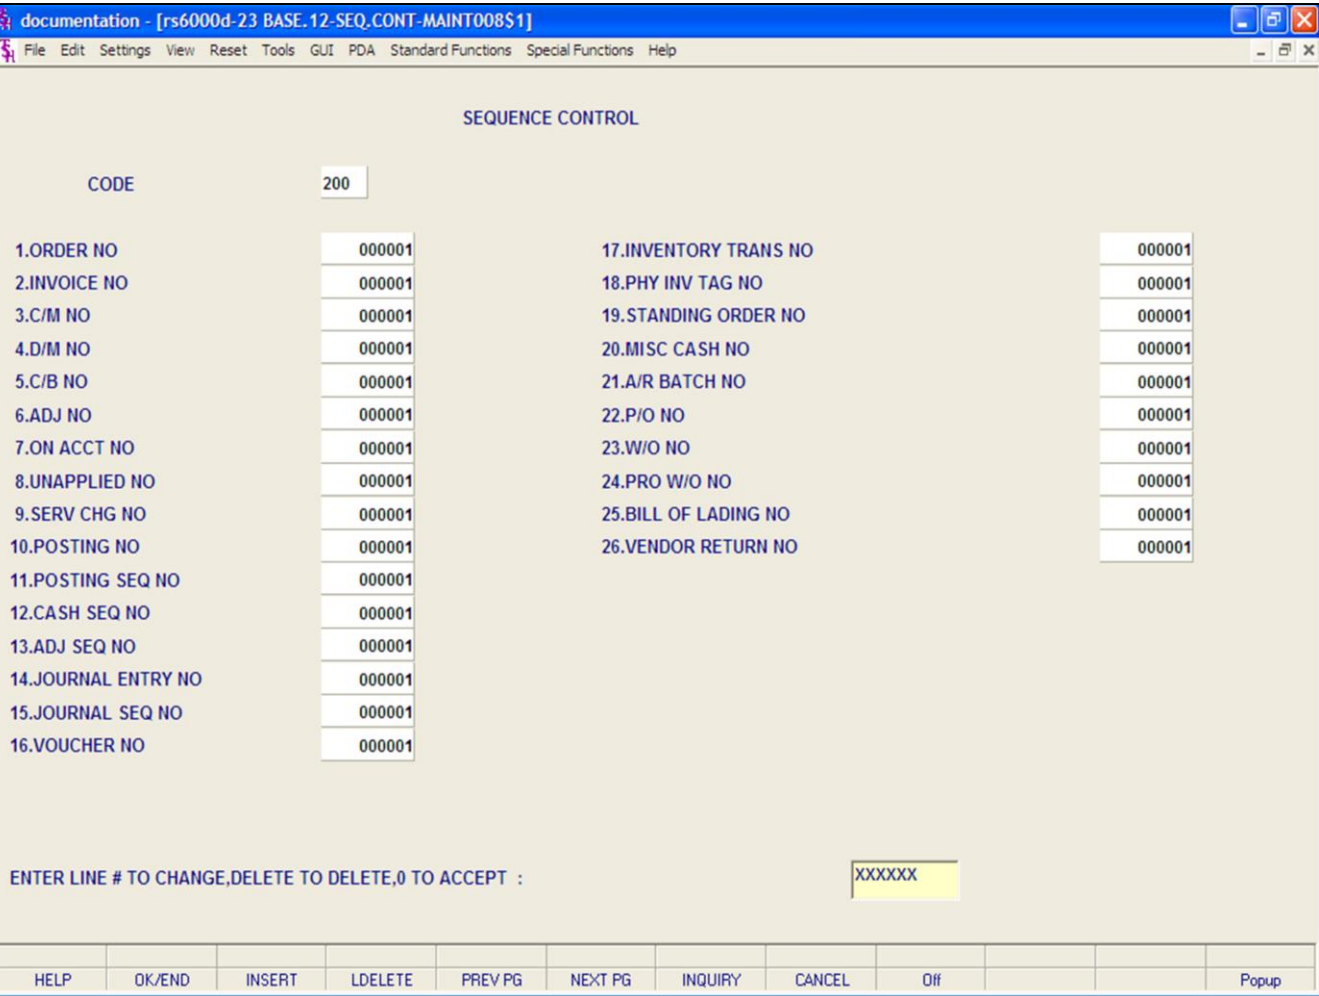 documentation - [rs6000d-23 BASE.12-SEQ.CONT-MAINT008$1]
File Edit Settings View Reset Tools GUI PDA Standard Functions Special Functions Help
SEQUENCE CONTROL
CODE 200
1.ORDER NO 000001 17.INVENTORY TRANS NO 000001
2.INVOICE NO 000001 18.PHY INV TAG NO 000001
3.C/M NO 000001 19.STANDING ORDER NO 000001
4.D/M NO 000001 20.MISC CASH NO 000001
5.C/B NO 000001 21.A/R BATCH NO 000001
6.ADJ NO 000001 22.P/O NO 000001
7.ON ACCT NO 000001 23.W/O NO 000001
8.UNAPPLIED NO 000001 24.PRO W/O NO 000001
9.SERV CHG NO 000001 25.BILL OF LADING NO 000001
10.POSTING NO 000001 26.VENDOR RETURN NO 000001
11.POSTING SEQ NO 000001
12.CASH SEQ NO 000001
13.ADJ SEQ NO 000001
14.JOURNAL ENTRY NO 000001
15.JOURNAL SEQ NO 000001
16.VOUCHER NO 000001
ENTER LINE # TO CHANGE,DELETE TO DELETE,0 TO ACCEPT : XXXXXX
HELP OK/END INSERT LDELETE PREV PG NEXT PG INQUIRY CANCEL Off Popup